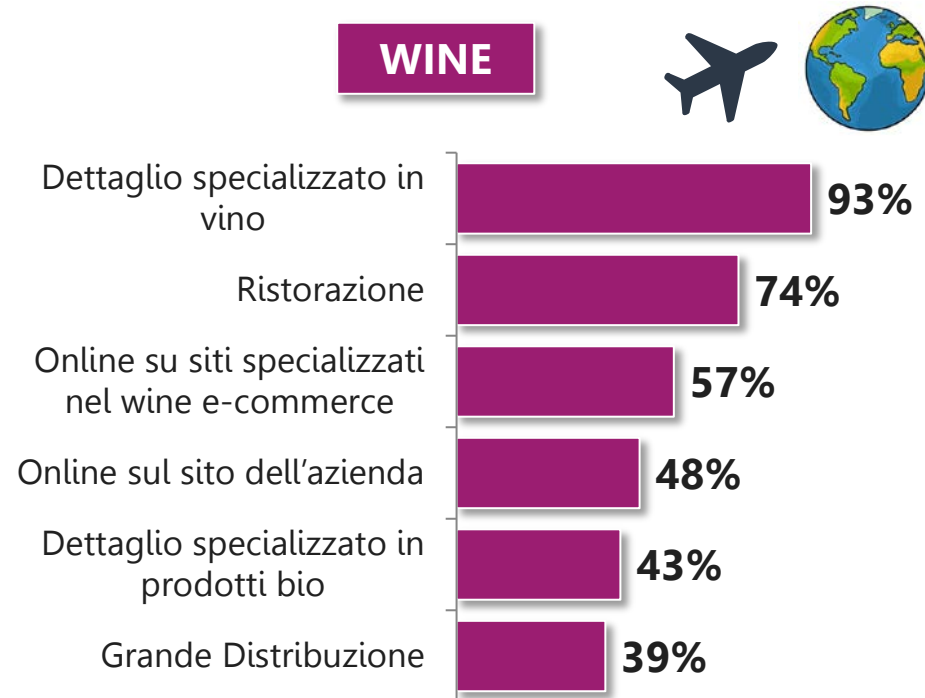 WINE
Dettaglio specializzato in
vino
93%
Ristorazione
74%
Online su siti specializzati
nel wine e-commerce
57%
Online sul sito dell’azienda
48%
Dettaglio specializzato in
prodotti bio
43%
Grande Distribuzione
39%